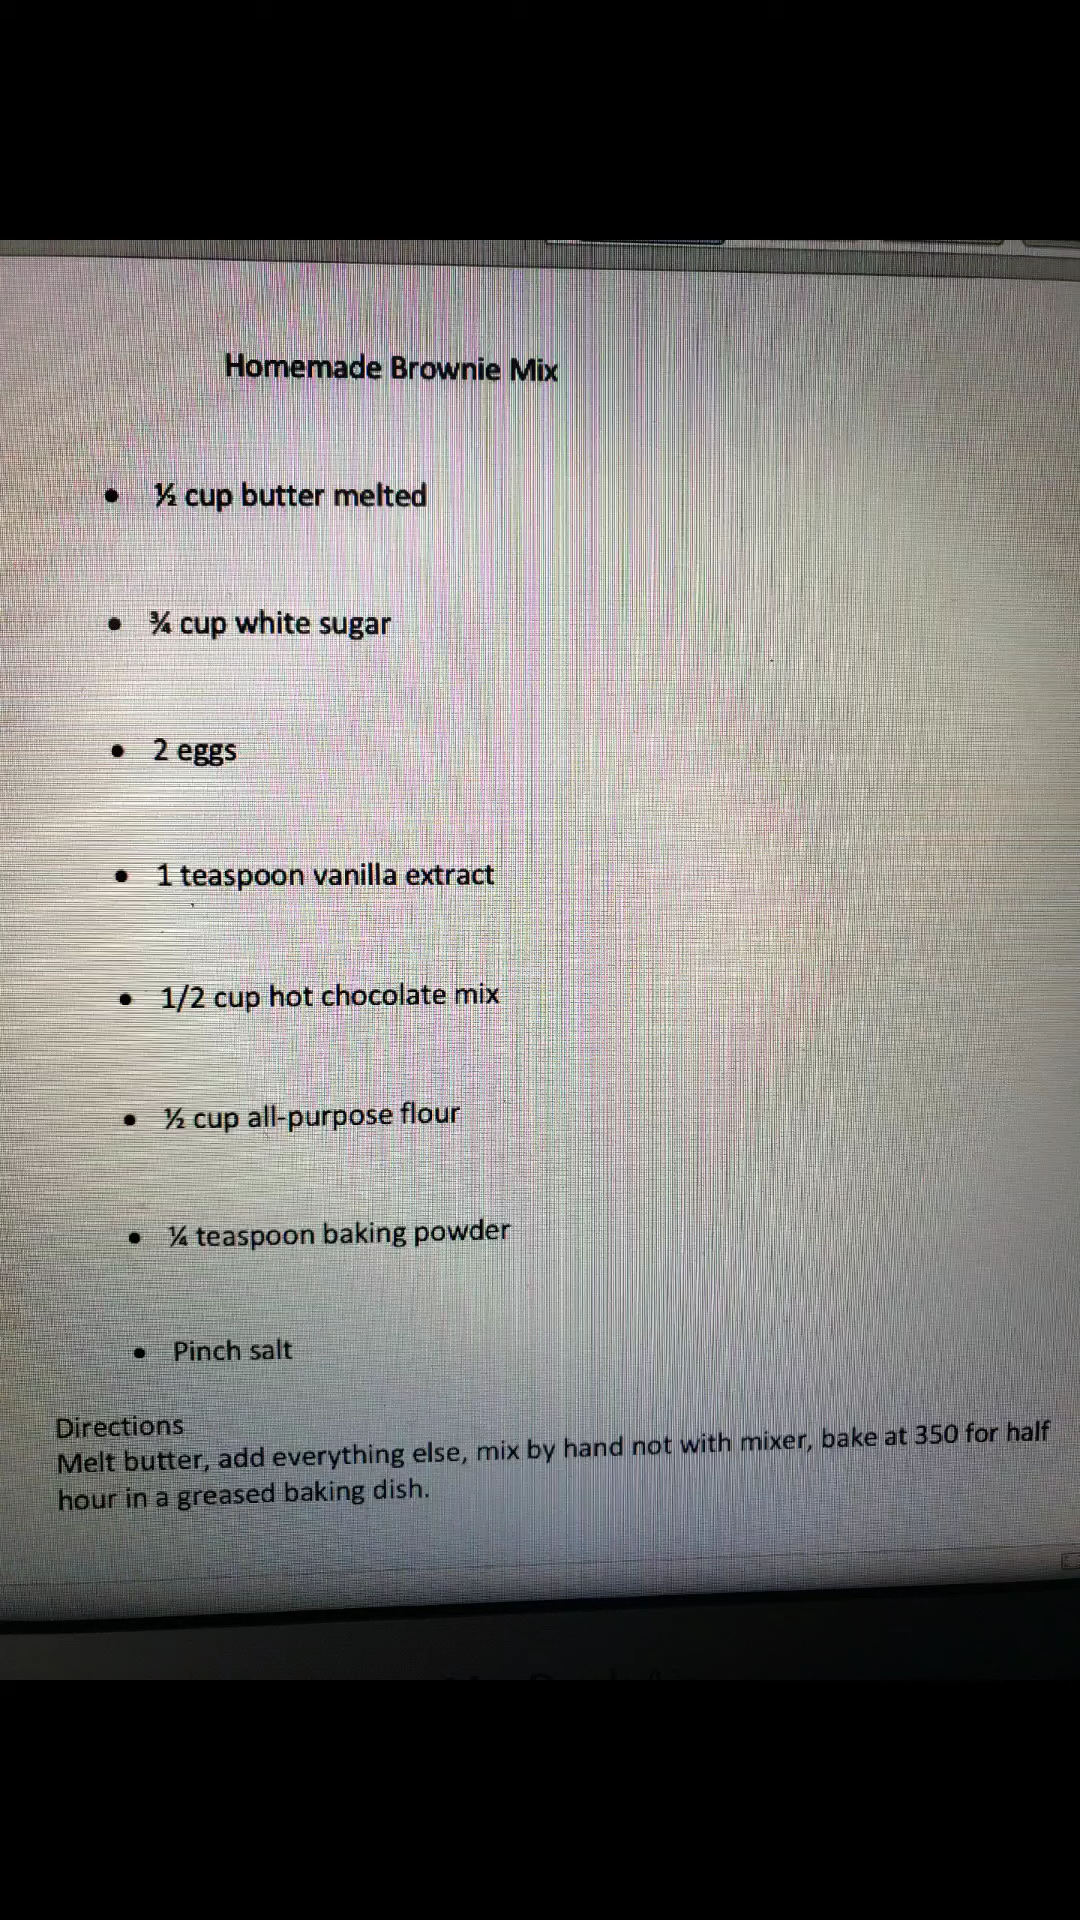 Homemade Brownie Mix
• ½ cup butter melted
• ¾ cup white sugar
• 2 eggs
• 1 teaspoon vanilla extract
• 1/2 cup hot chocolate mix
• ½ cup all-purpose flour
• ¼ teaspoon baking powder
• Pinch salt
Directions
Melt butter, add everything else, mix by hand not with mixer, bake at 350 for half
hour in a greased baking dish.